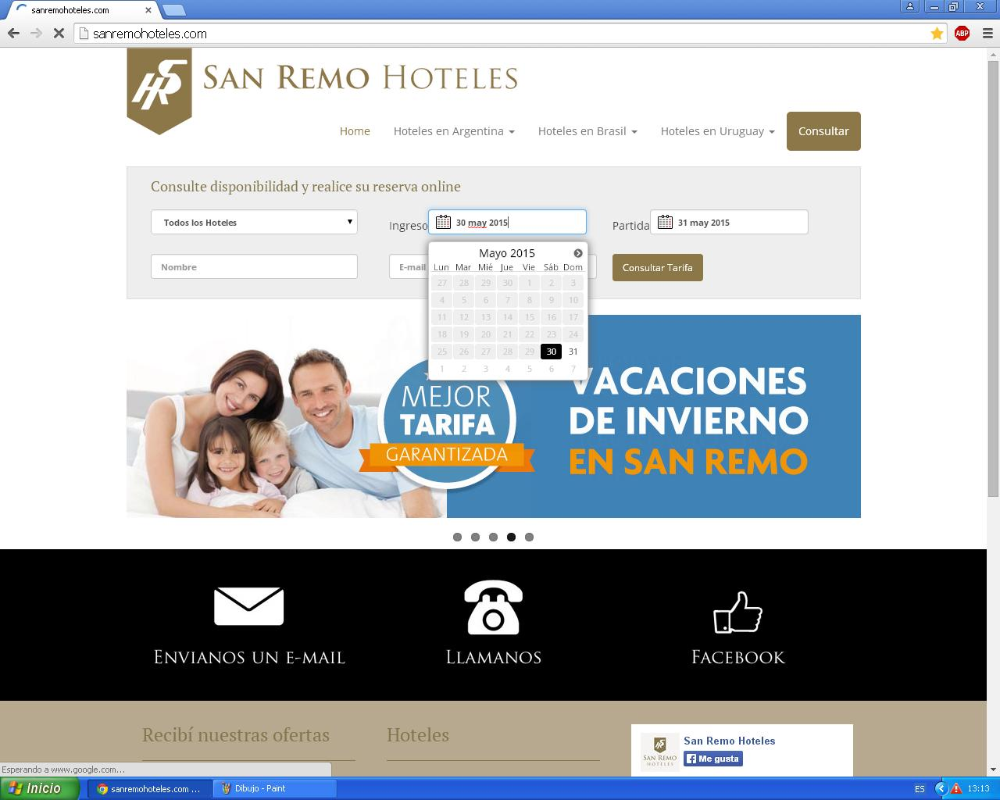 sanremohoteles.com
sanremohoteles.com
ABP
SAN REMO HOTELES
Home
Hoteles en Argentina
Hoteles en Brasil
Hoteles en Uruguay
Consultar
Consulte disponibilidad y realice su reserva online
Todos los Hoteles
Ingreso
30 may 2015
Partida
31 may 2015
Nombre
E-mail
Consultar Tarifa
Mayo 2015
Lun Mar Mié Jue Vie Sáb Dom
27 28 29 30 1 2 3
4 5 6 7 8 9 10
11 12 13 14 15 16 17
18 19 20 21 22 23 24
25 26 27 28 29 30 31
1 2 3 4 5 6 7
MEJOR
TARIFA
GARANTIZADA
VACACIONES
DE INVIERNO
EN SAN REMO
ENVIANOS UN E-MAIL
LLAMANOS
FACEBOOK
Recibí nuestras ofertas
Hoteles
SAN REMO
HOTELES
San Remo Hoteles
Me gusta
Esperando a www.google.com...
Inicio
sanremohoteles.com ...
Dibujo - Paint
ES
13:13